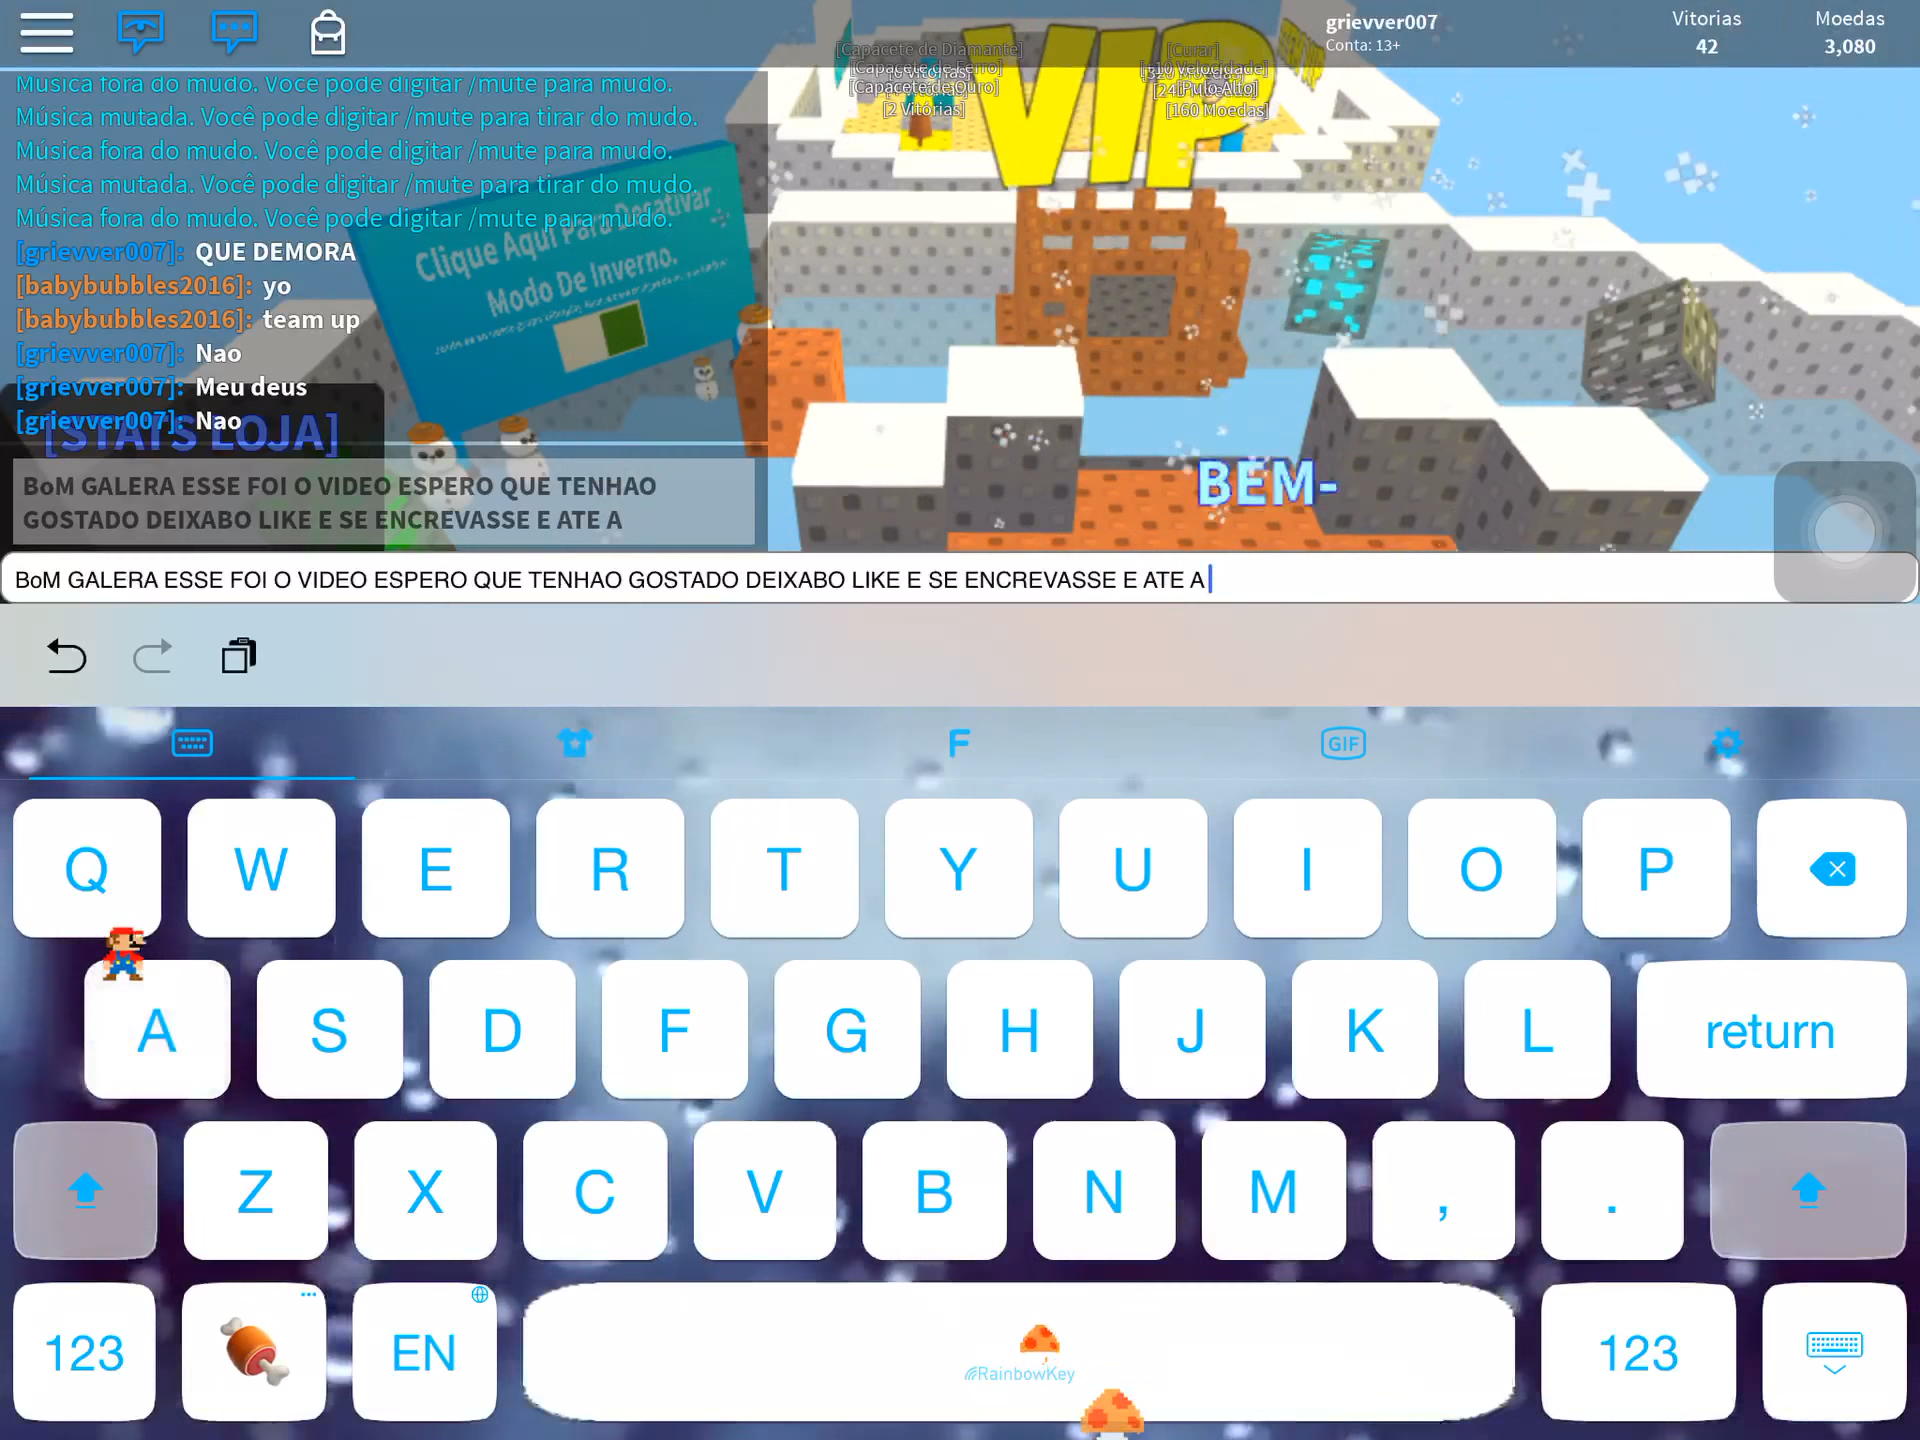 grievver007
Conta: 13+
Vitorias
42
Moedas
3,080
[Capacete de Diamante]
[Capacete de Ferro]
[Capacete de Ouro]
[2 Vitórias]
[Curar]
[+10 Velocidade]
[Pulo Alto]
[160 Moedas]
VIP
Musica fora do mudo. Voce pode digitar /mute para mudo.
Música mutada. Você pode digitar /mute para tirar do mudo.
Música fora do mudo. Você pode digitar /mute para mudo.
Música mutada. Você pode digitar /mute para tirar do mudo.
Música fora do mudo. Você pode digitar /mute para mudo.
Clique Aqui Para Desativar
Modo De Inverno.
[grievver007]: QUE DEMORA
[babybubbles2016]: yo
[babybubbles2016]: team up
[grievver007]: Nao
[grievver007]: Meu deus
[grievver007]: Nao
[STATS LOJA]
BEM-
BoM GALERA ESSE FOI O VIDEO ESPERO QUE TENHAO
GOSTADO DEIXABO LIKE E SE ENCREVASSE E ATE A
BoM GALERA ESSE FOI O VIDEO ESPERO QUE TENHAO GOSTADO DEIXABO LIKE E SE ENCREVASSE E ATE A
F GIF
Q W E R T Y U I O P
A S D F G H J K L return
Z X C V B N M , .
123 EN RainbowKey 123